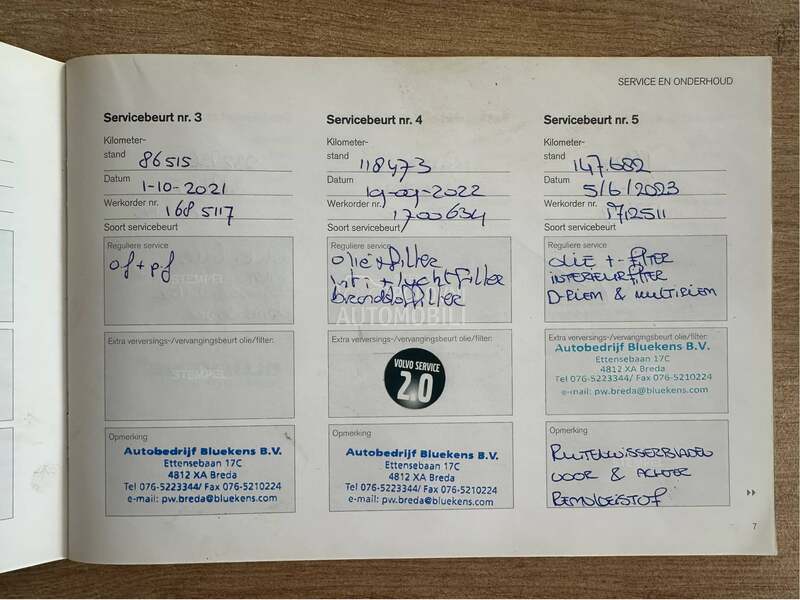 SERVICE EN ONDERHOUD
Servicebeurt nr. 3
Kilometer-
stand 86515
Datum 1-10-2021
Werkorder nr. 1685117
Soort servicebeurt
Reguliere service
of + pf
Extra verversings-/vervangingsbeurt olie/filter:
Opmerking
Autobedrijf Bluekens B.V.
Ettensebaan 17C
4812 XA Breda
Tel 076-5223344/ Fax 076-5210224
e-mail: pw.breda@bluekens.com
Servicebeurt nr. 4
Kilometer-
stand 118473
Datum 19-09-2022
Werkorder nr. 1700634
Soort servicebeurt
Reguliere service
olie+filter
int. + luchtfilter
brandstoffilter
AUTOMOBILI
Extra verversings-/vervangingsbeurt olie/filter:
VOLVO SERVICE
2.0
Opmerking
Autobedrijf Bluekens B.V.
Ettensebaan 17C
4812 XA Breda
Tel 076-5223344/ Fax 076-5210224
e-mail: pw.breda@bluekens.com
Servicebeurt nr. 5
Kilometer-
stand 147.682
Datum 5/6/2023
Werkorder nr. 1712511
Soort servicebeurt
Reguliere service
OLIE +- FILTER
INTERIEURFILTER
D-RIEM & MULTIRIEM
Extra verversings-/vervangingsbeurt olie/filter:
Autobedrijf Bluekens B.V.
Ettensebaan 17C
4812 XA Breda
Tel 076-5223344/ Fax 076-5210224
e-mail: pw.breda@bluekens.com
Opmerking
RUITENWISSERBLADEN
VOOR & ACHTER
REMVLOEISTOF
7